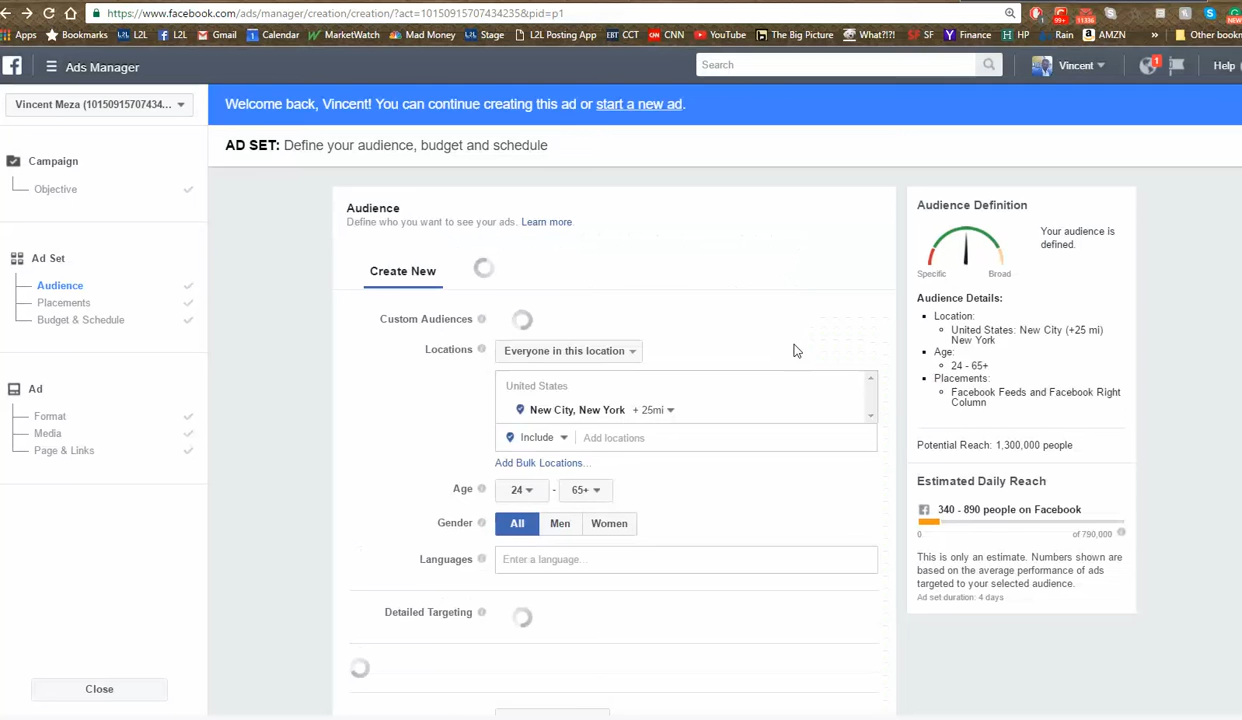 https://www.facebook.com/ads/manager/creation/creation/?act=101509157074342358&pid=p1
Apps Bookmarks L2L L2L Gmail Calendar MarketWatch Mad Money Stage L2L Posting App CCT CNN YouTube The Big Picture What?!?! SF Finance HP Rain AMZN » Other bookm
Ads Manager
Search
Vincent
1
Help
Vincent Meza (10150915707434...
Welcome back, Vincent! You can continue creating this ad or start a new ad.
AD SET: Define your audience, budget and schedule
Campaign
Objective
Ad Set
Audience
Placements
Budget & Schedule
Ad
Format
Media
Page & Links
Close
Audience
Define who you want to see your ads. Learn more.
Create New
Custom Audiences
Locations
Everyone in this location
United States
New City, New York + 25mi
Include
Add locations
Add Bulk Locations...
Age
24 - 65+
Gender
All Men Women
Languages
Enter a language...
Detailed Targeting
Audience Definition
Your audience is
defined.
Specific
Broad
Audience Details:
Location:
United States: New City (+25 mi)
New York
Age:
24 - 65+
Placements:
Facebook Feeds and Facebook Right
Column
Potential Reach: 1,300,000 people
Estimated Daily Reach
340 - 890 people on Facebook
0
of 790,000
This is only an estimate. Numbers shown are
based on the average performance of ads
targeted to your selected audience.
Ad set duration: 4 days